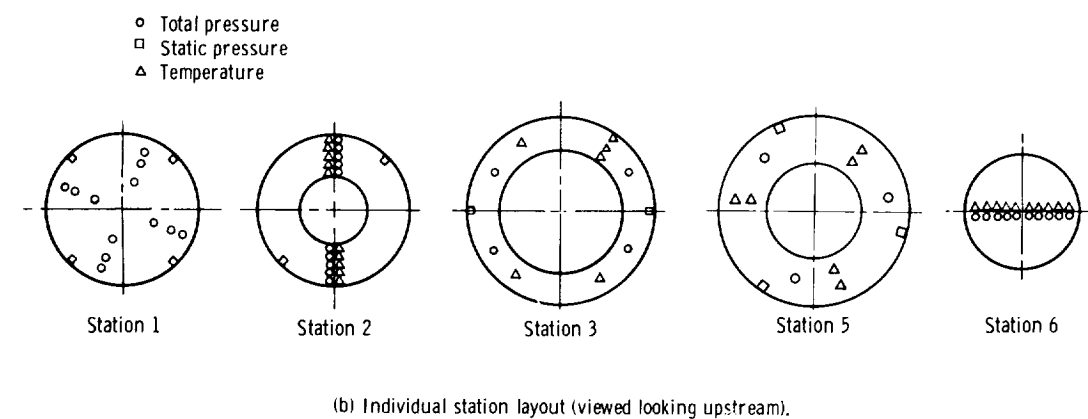 Total pressure
Static pressure
Temperature
Station 1
Station 2
Station 3
Station 5
Station 6
(b) Individual station layout (viewed looking upstream).